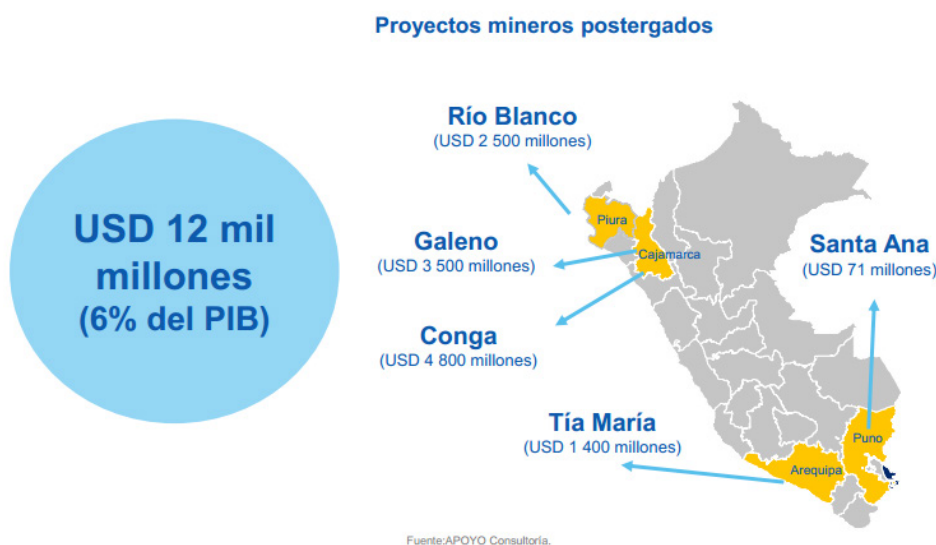 Proyectos mineros postergados
USD 12 mil
millones
(6% del PIB)
Río Blanco
(USD 2 500 millones)
Piura
Galeno
(USD 3 500 millones)
Cajamarca
Santa Ana
(USD 71 millones)
Conga
(USD 4 800 millones)
Tía María
(USD 1 400 millones)
Puno
Arequipa
Fuente:APOYO Consultoría.